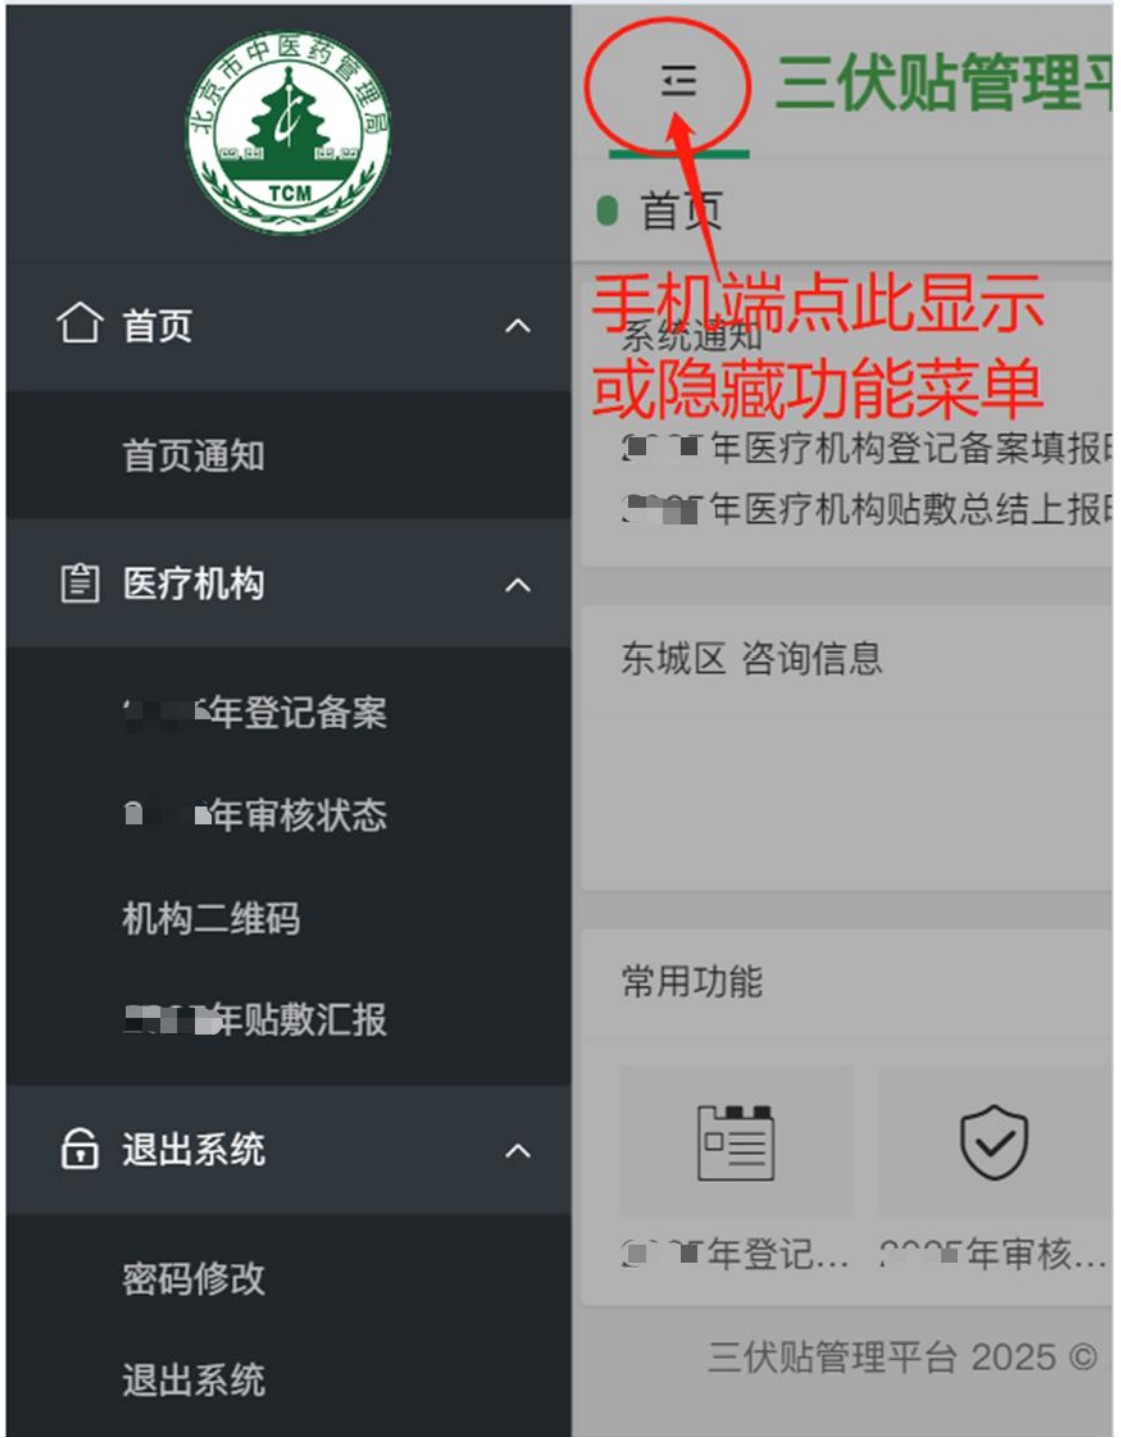 北京市中医药管理局
TCM
首页
首页通知
医疗机构
年登记备案
年审核状态
机构二维码
年贴敷汇报
退出系统
密码修改
退出系统
三伏贴管理平
首页
手机端点此显示
或隐藏功能菜单
系统通知
年医疗机构登记备案填报
年医疗机构贴敷总结上报
东城区 咨询信息
常用功能
年登记...
年审核...
三伏贴管理平台 2025 ©